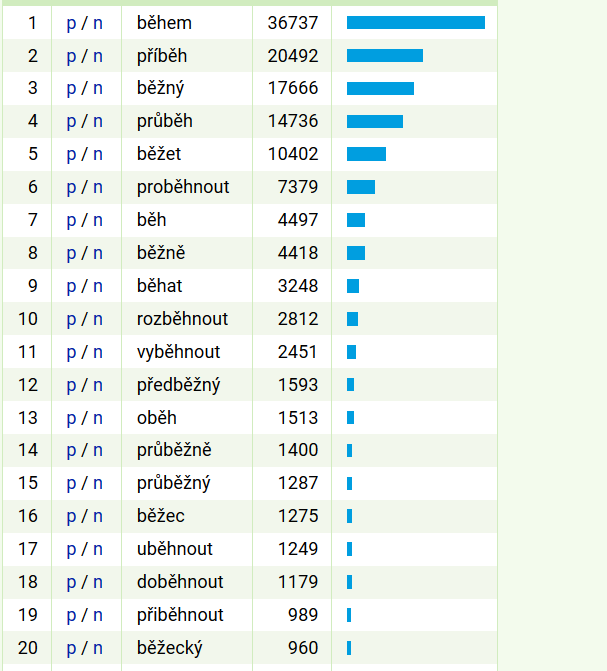 1 p / n během 36737
2 p / n příběh 20492
3 p / n běžný 17666
4 p / n průběh 14736
5 p / n běžet 10402
6 p / n proběhnout 7379
7 p / n běh 4497
8 p / n běžně 4418
9 p / n běhat 3248
10 p / n rozběhnout 2812
11 p / n vyběhnout 2451
12 p / n předběžný 1593
13 p / n oběh 1513
14 p / n průběžně 1400
15 p / n průběžný 1287
16 p / n běžec 1275
17 p / n uběhnout 1249
18 p / n doběhnout 1179
19 p / n přiběhnout 989
20 p / n běžecký 960